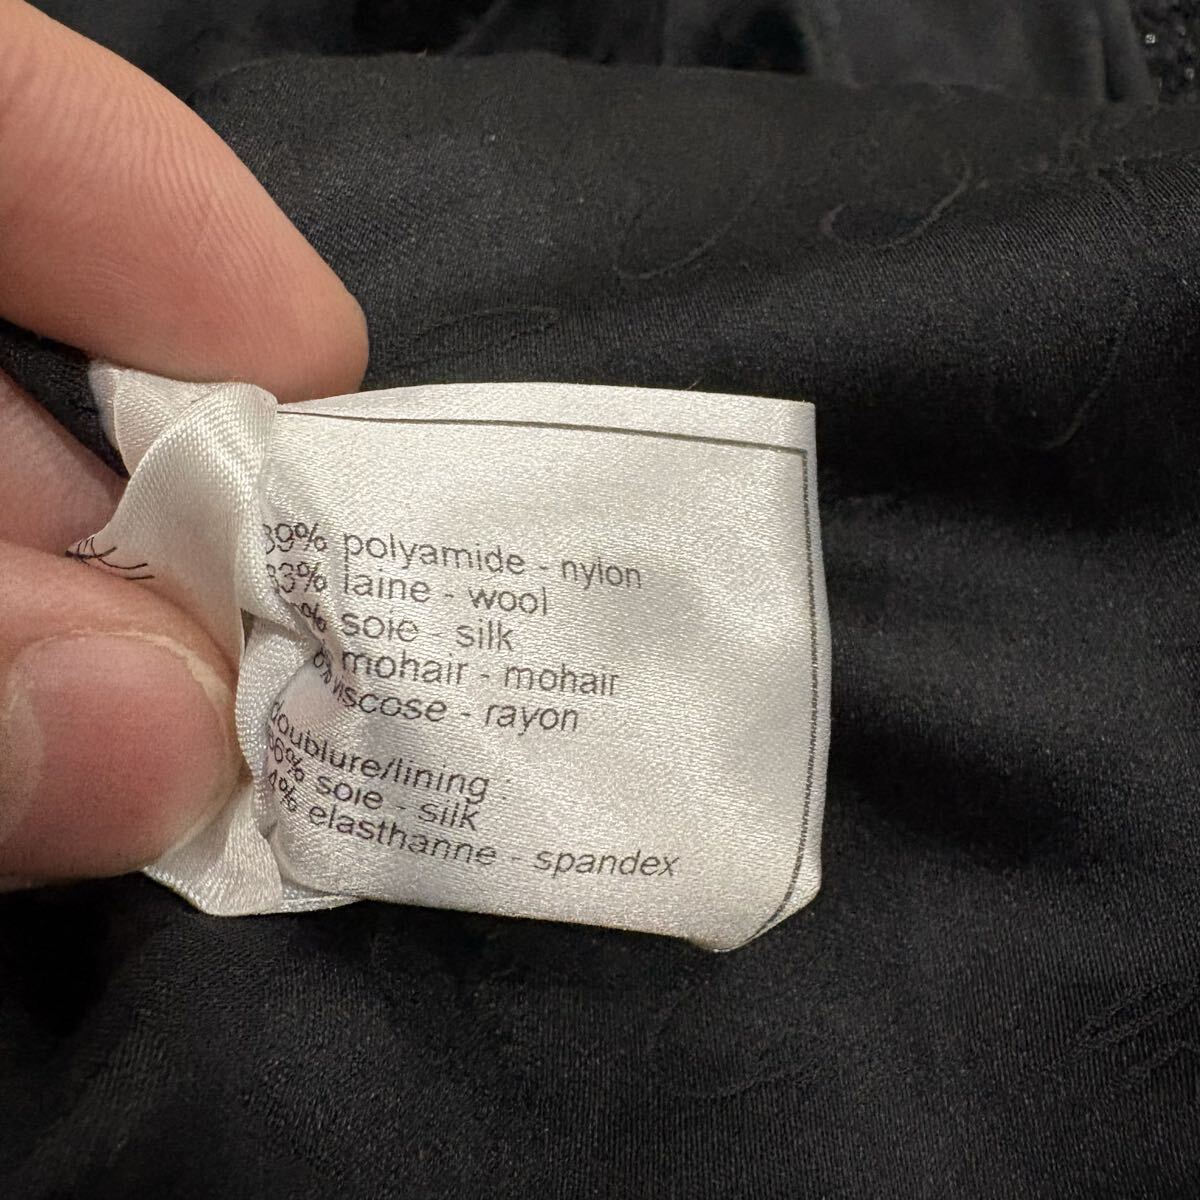 39% polyamide - nylon
33% laine - wool
% soie - silk
mohair - mohair
% viscose - rayon
doublure/lining :
96% soie - silk
4% elasthanne - spandex